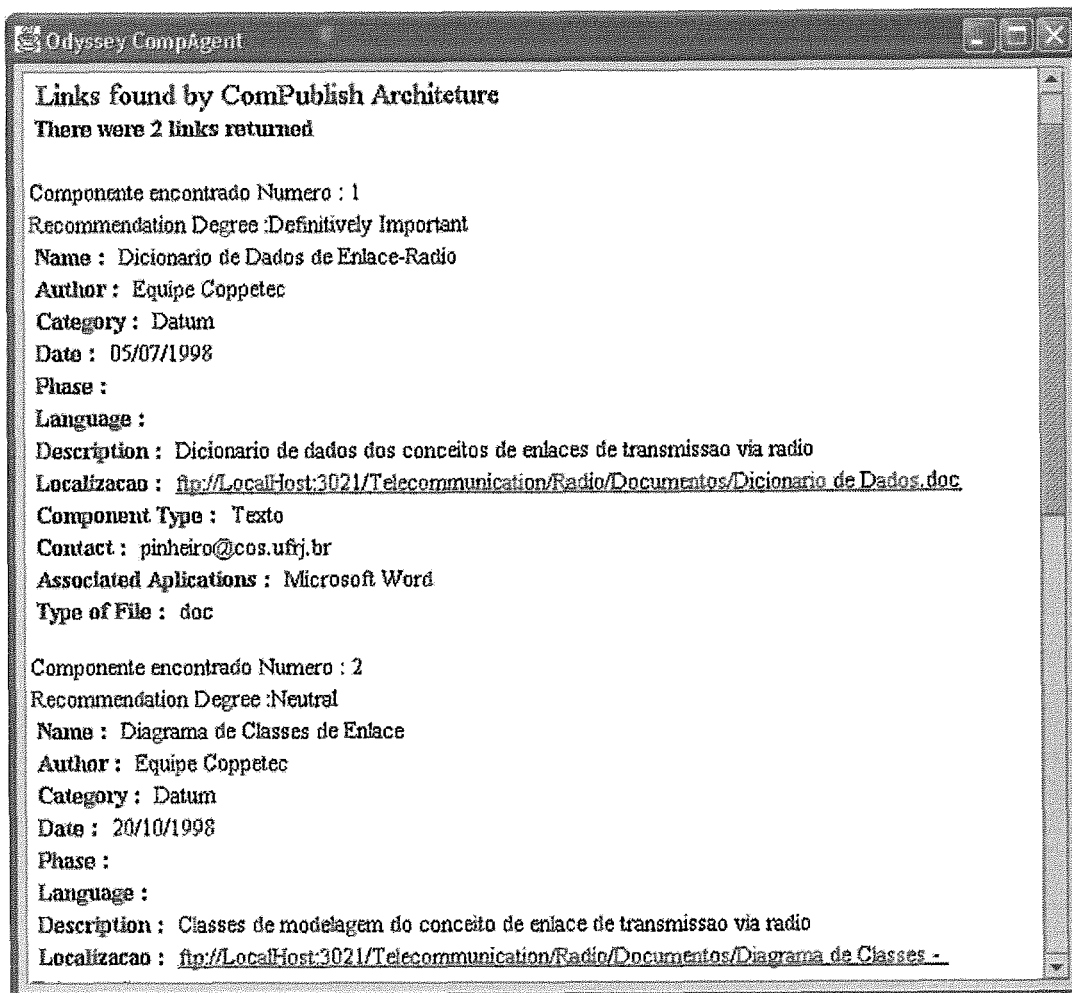 Odyssey CompAgent
Links found by ComPublish Architeture
There were 2 links returned
Componente encontrado Numero : 1
Recommendation Degree :Definitively Important
Name : Dicionario de Dados de Enlace-Radio
Author : Equipe Coppetec
Category : Datum
Date : 05/07/1998
Phase :
Language :
Description : Dicionario de dados dos conceitos de enlaces de transmissao via radio
Localizacao : ftp://LocalHost:3021/Telecommunication/Radio/Documentos/Dicionario de Dados.doc
Component Type : Texto
Contact : pinheiro@cos.ufrj.br
Associated Aplications : Microsoft Word
Type of File : doc
Componente encontrado Numero : 2
Recommendation Degree :Neutral
Name : Diagrama de Classes de Enlace
Author : Equipe Coppetec
Category : Datum
Date : 20/10/1998
Phase :
Language :
Description : Classes de modelagem do conceito de enlace de transmissao via radio
Localizacao : ftp://LocalHost:3021/Telecommunication/Radio/Documentos/Diagrama de Classes -